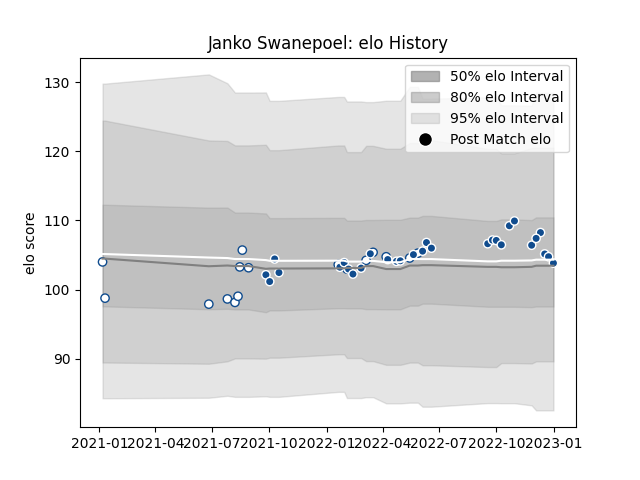 Janko Swanepoel: elo History
50% elo Interval
80% elo Interval
95% elo Interval
Post Match elo
elo score
130
120
110
100
90
2021-01 2021-04 2021-07 2021-10 2022-01 2022-04 2022-07 2022-10 2023-01